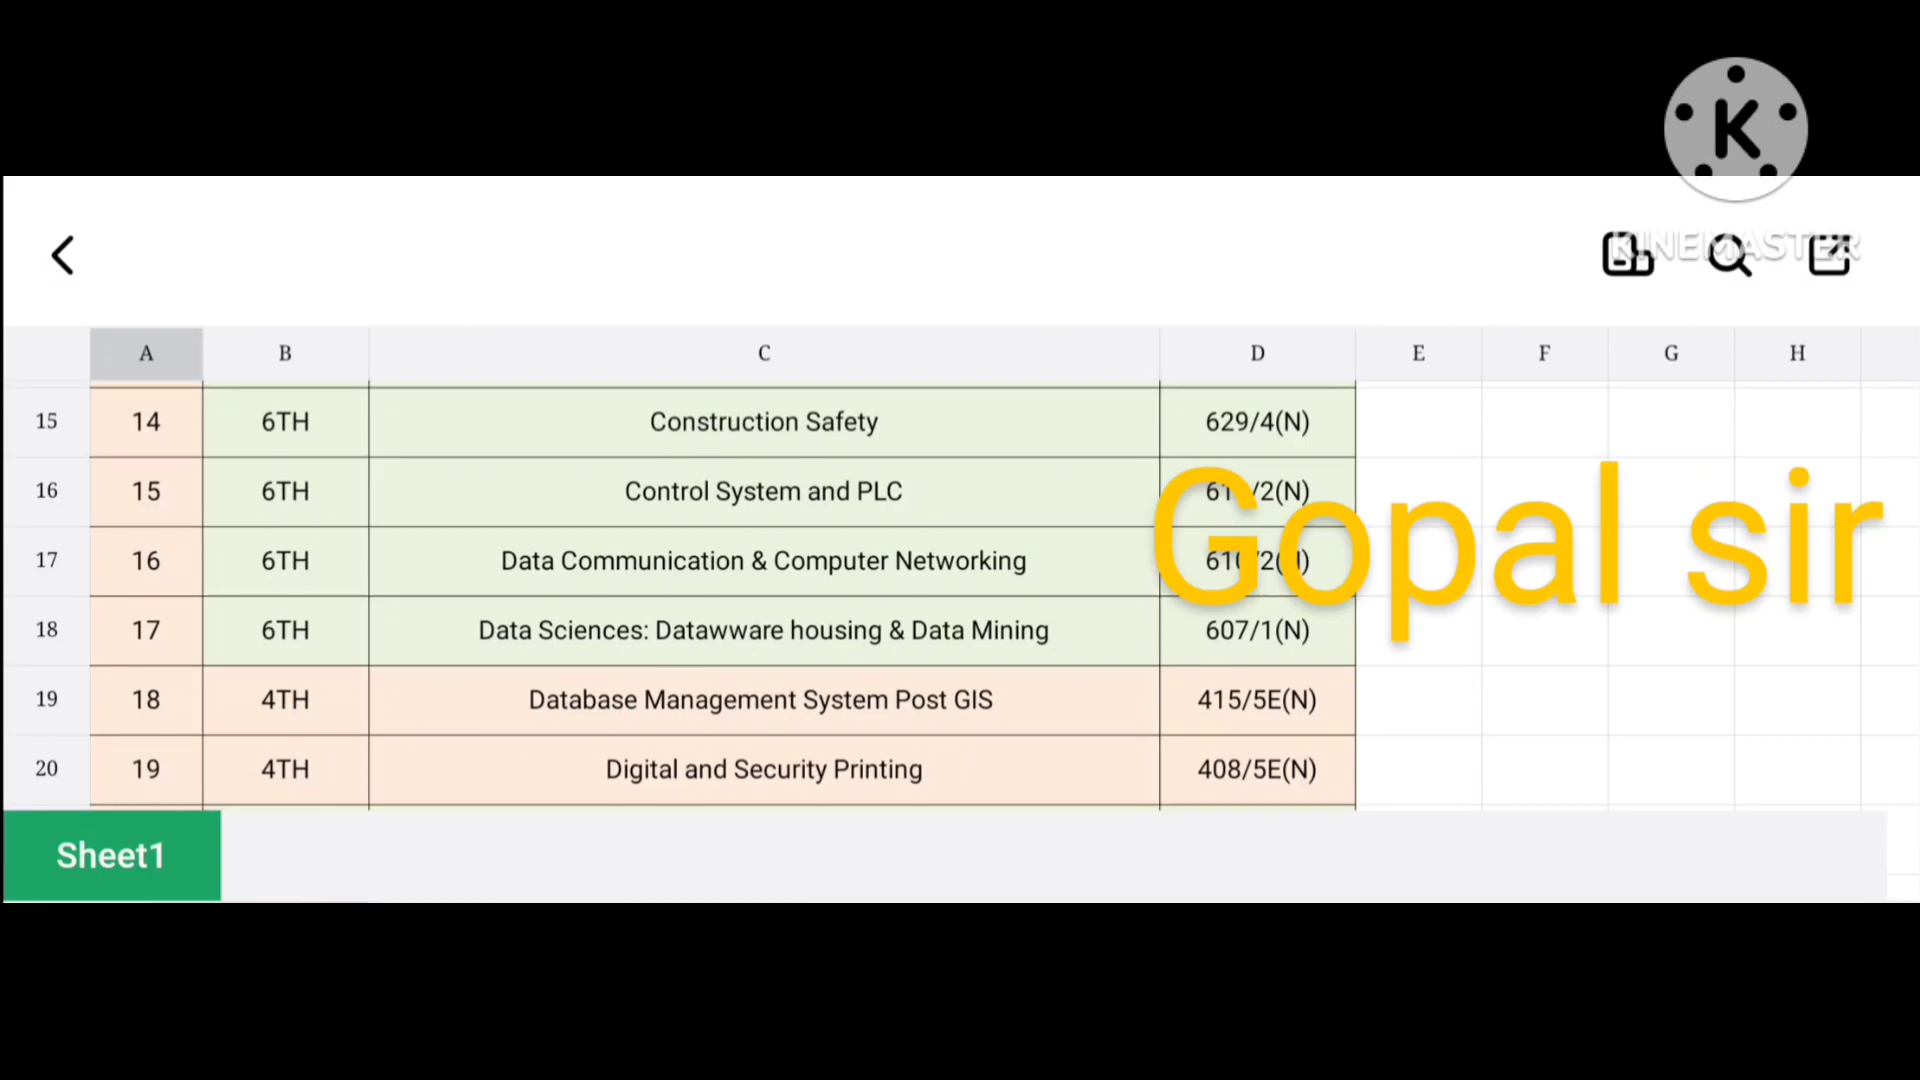 K
KINEMASTER
A B C D E F G H
15 14 6TH Construction Safety 629/4(N)
16 15 6TH Control System and PLC
17 16 6TH Data Communication & Computer Networking
18 17 6TH Data Sciences: Datawware housing & Data Mining 607/1(N)
19 18 4TH Database Management System Post GIS 415/5E(N)
20 19 4TH Digital and Security Printing 408/5E(N)
Gopal sir
Sheet1